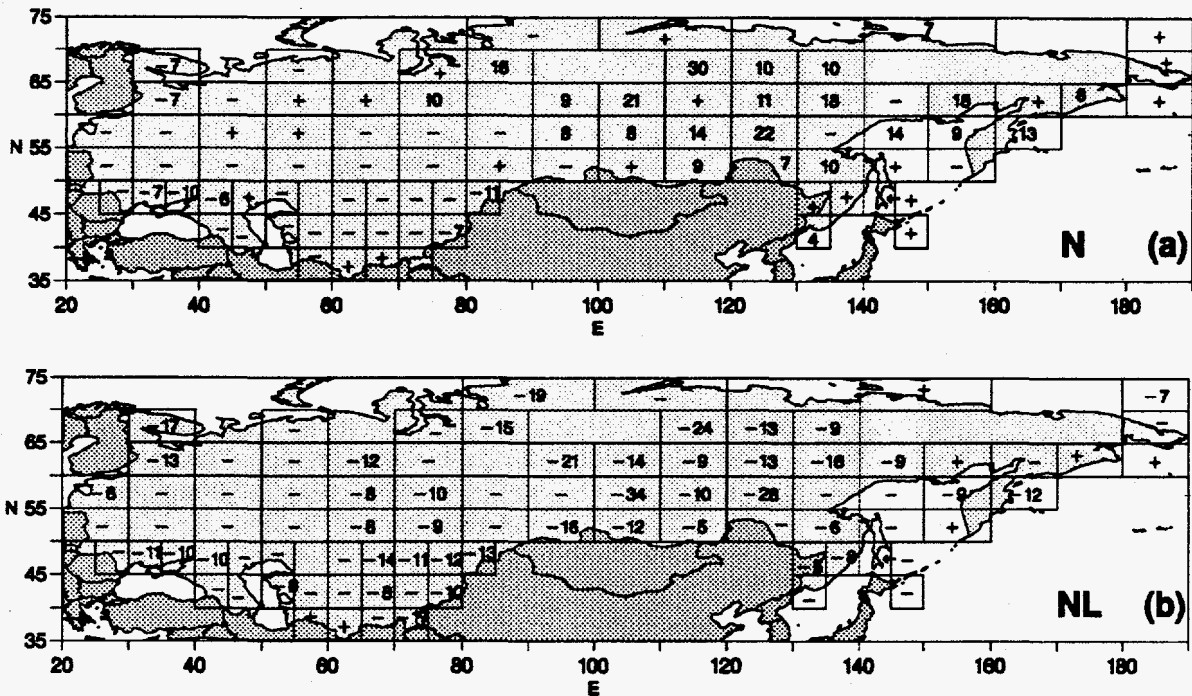 75 − + +
65 −7 − + 16 30 10 10 −
−7 − + + 10 9 21 + 11 18 − 18 + 6 +
N 55 − − + + − − − 8 8 14 22 − 14 9 13
− − − − − − + − + 9 7 10 + −
− −7 −10 −6 + − − − − − −11 + + + +
45 − − − − − − − −7 4 +
+ + N (a)
35
20 40 60 80 100 120 140 160 180
E
75 −19 − + −7
65 −17 − − −15 −24 −13 −9 −
−13 − − −12 − −21 −14 −9 −13 −16 −9 + − + +
N 55 −6 − − − −8 −10 − − −34 −10 −28 − − −9 −12
− − − − −8 −9 − −16 −12 −5 − −6 − +
− −11 −10 −10 − − − −14 −11 −12 −13 −
45 − − − − −8 − −10 − −
− + + − NL (b)
35
20 40 60 80 100 120 140 160 180
E